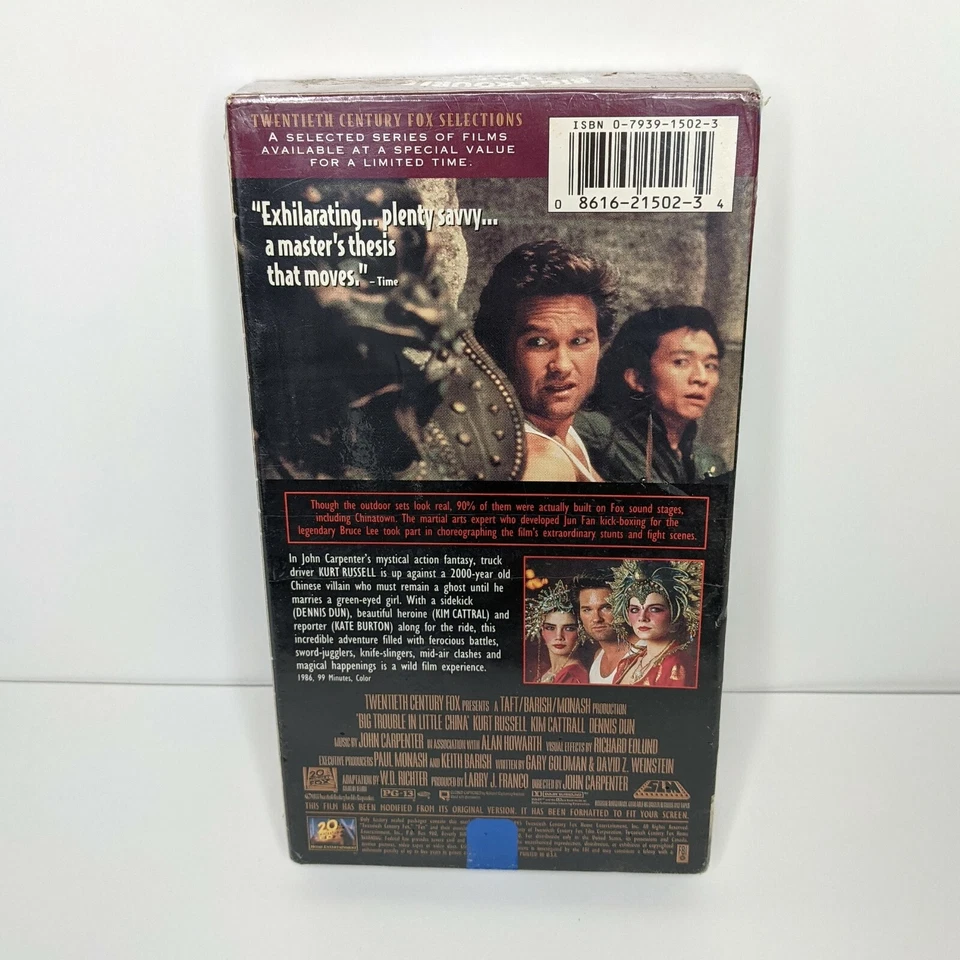 TWENTIETH CENTURY FOX SELECTIONS
A SELECTED SERIES OF FILMS
AVAILABLE AT A SPECIAL VALUE
FOR A LIMITED TIME.
ISBN 0-7939-1502-3
0 8616-21502-3 4
"Exhilarating... plenty savvy...
a master's thesis
that moves." – Time
Though the outdoor sets look real, 90% of them were actually built on Fox sound stages,
including Chinatown. The martial arts expert who developed Jun Fan kick-boxing for the
legendary Bruce Lee took part in choreographing the film's extraordinary stunts and fight scenes.
In John Carpenter's mystical action fantasy, truck
driver KURT RUSSELL is up against a 2000-year old
Chinese villain who must remain a ghost until he
marries a green-eyed girl. With a sidekick
(DENNIS DUN), beautiful heroine (KIM CATTRAL) and
reporter (KATE BURTON) along for the ride, this
incredible adventure filled with ferocious battles,
sword-jugglers, knife-slingers, mid-air clashes and
magical happenings is a wild film experience.
1986, 99 Minutes, Color
TWENTIETH CENTURY FOX PRESENTS A TAFT/BARISH/MONASH PRODUCTION
"BIG TROUBLE IN LITTLE CHINA" KURT RUSSELL KIM CATTRALL DENNIS DUN
MUSIC BY JOHN CARPENTER IN ASSOCIATION WITH ALAN HOWARTH VISUAL EFFECTS BY RICHARD EDLUND
EXECUTIVE PRODUCERS PAUL MONASH AND KEITH BARISH WRITTEN BY GARY GOLDMAN & DAVID Z. WEINSTEIN
ADAPTATION BY W.D. RICHTER PRODUCED BY LARRY J. FRANCO DIRECTED BY JOHN CARPENTER
20th CENTURY FOX
PG-13
THIS FILM HAS BEEN MODIFIED FROM ITS ORIGINAL VERSION. IT HAS BEEN FORMATTED TO FIT YOUR SCREEN.
PRINTED IN U.S.A.